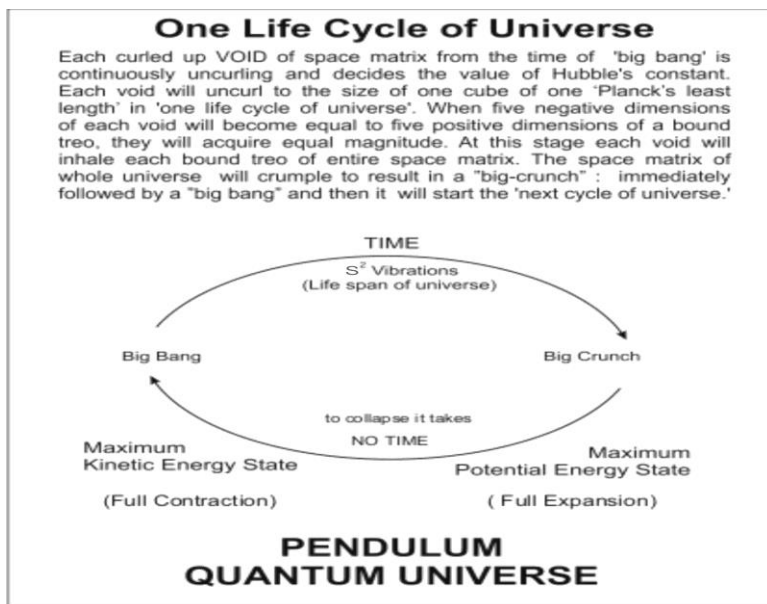 One Life Cycle of Universe
Each curled up VOID of space matrix from the time of 'big bang' is
continuously uncurling and decides the value of Hubble's constant.
Each void will uncurl to the size of one cube of one ‘Planck's least
length’ in 'one life cycle of universe'. When five negative dimensions
of each void will become equal to five positive dimensions of a bound
treo, they will acquire equal magnitude. At this stage each void will
inhale each bound treo of entire space matrix. The space matrix of
whole universe will crumple to result in a "big-crunch" : immediately
followed by a "big bang" and then it will start the 'next cycle of universe.'
TIME
S² Vibrations
(Life span of universe)
Big Bang
Big Crunch
to collapse it takes
NO TIME
Maximum
Kinetic Energy State
(Full Contraction)
Maximum
Potential Energy State
( Full Expansion)
PENDULUM
QUANTUM UNIVERSE